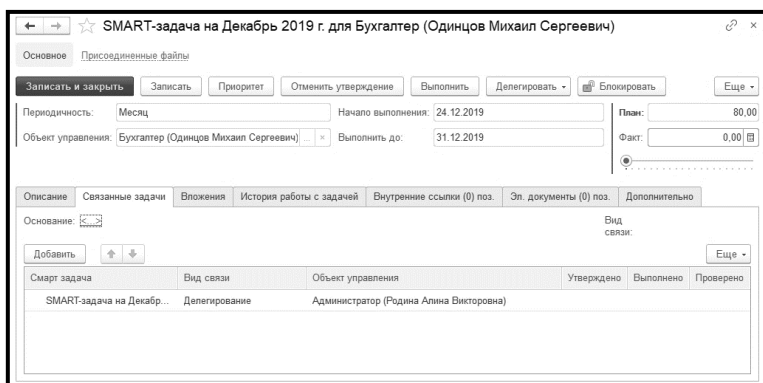 SMART-задача на Декабрь 2019 г. для Бухгалтер (Одинцов Михаил Сергеевич)
Основное Присоединенные файлы
Записать и закрыть Записать Приоритет Отменить утверждение Выполнить Делегировать Блокировать Еще
Периодичность: Месяц Начало выполнения: 24.12.2019 План: 80,00
Объект управления: Бухгалтер (Одинцов Михаил Сергеевич) ... × Выполнить до: 31.12.2019 Факт: 0,00
Описание Связанные задачи Вложения История работы с задачей Внутренние ссылки (0) поз. Эл. документы (0) поз. Дополнительно
Основание: <...> Вид связи:
Добавить Еще
Смарт задача Вид связи Объект управления Утверждено Выполнено Проверено
SMART-задача на Декабр... Делегирование Администратор (Родина Алина Викторовна)